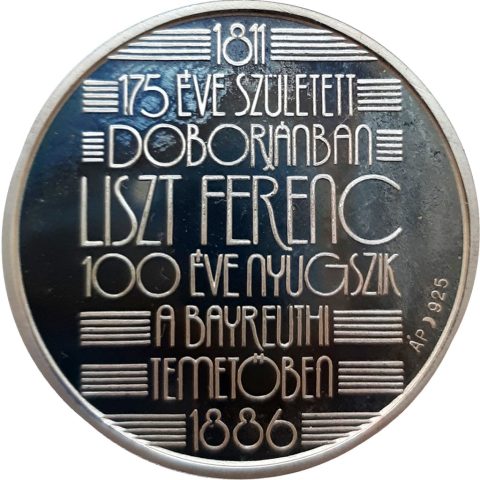 1811
175 ÉVE SZÜLETETT
DOBORJÁNBAN
LISZT FERENC
100 ÉVE NYUGSZIK
A BAYREUTHI
TEMETŐBEN
1886
ÁP 925